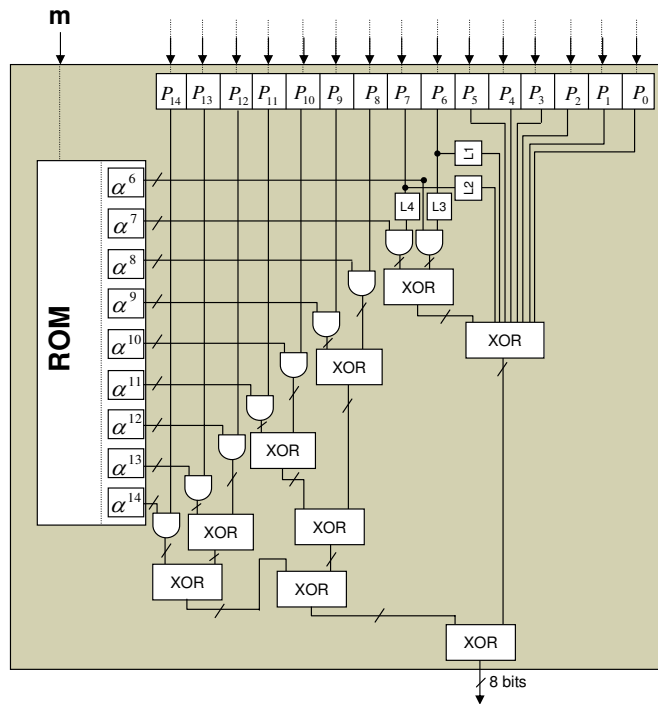 m
P₁₄ P₁₃ P₁₂ P₁₁ P₁₀ P₉ P₈ P₇ P₆ P₅ P₄ P₃ P₂ P₁ P₀
L1
L2
L4 L3
ROM
α⁶
α⁷
α⁸
α⁹
α¹⁰
α¹¹
α¹²
α¹³
α¹⁴
XOR
XOR
XOR
XOR
XOR
XOR
XOR
XOR
XOR
8 bits